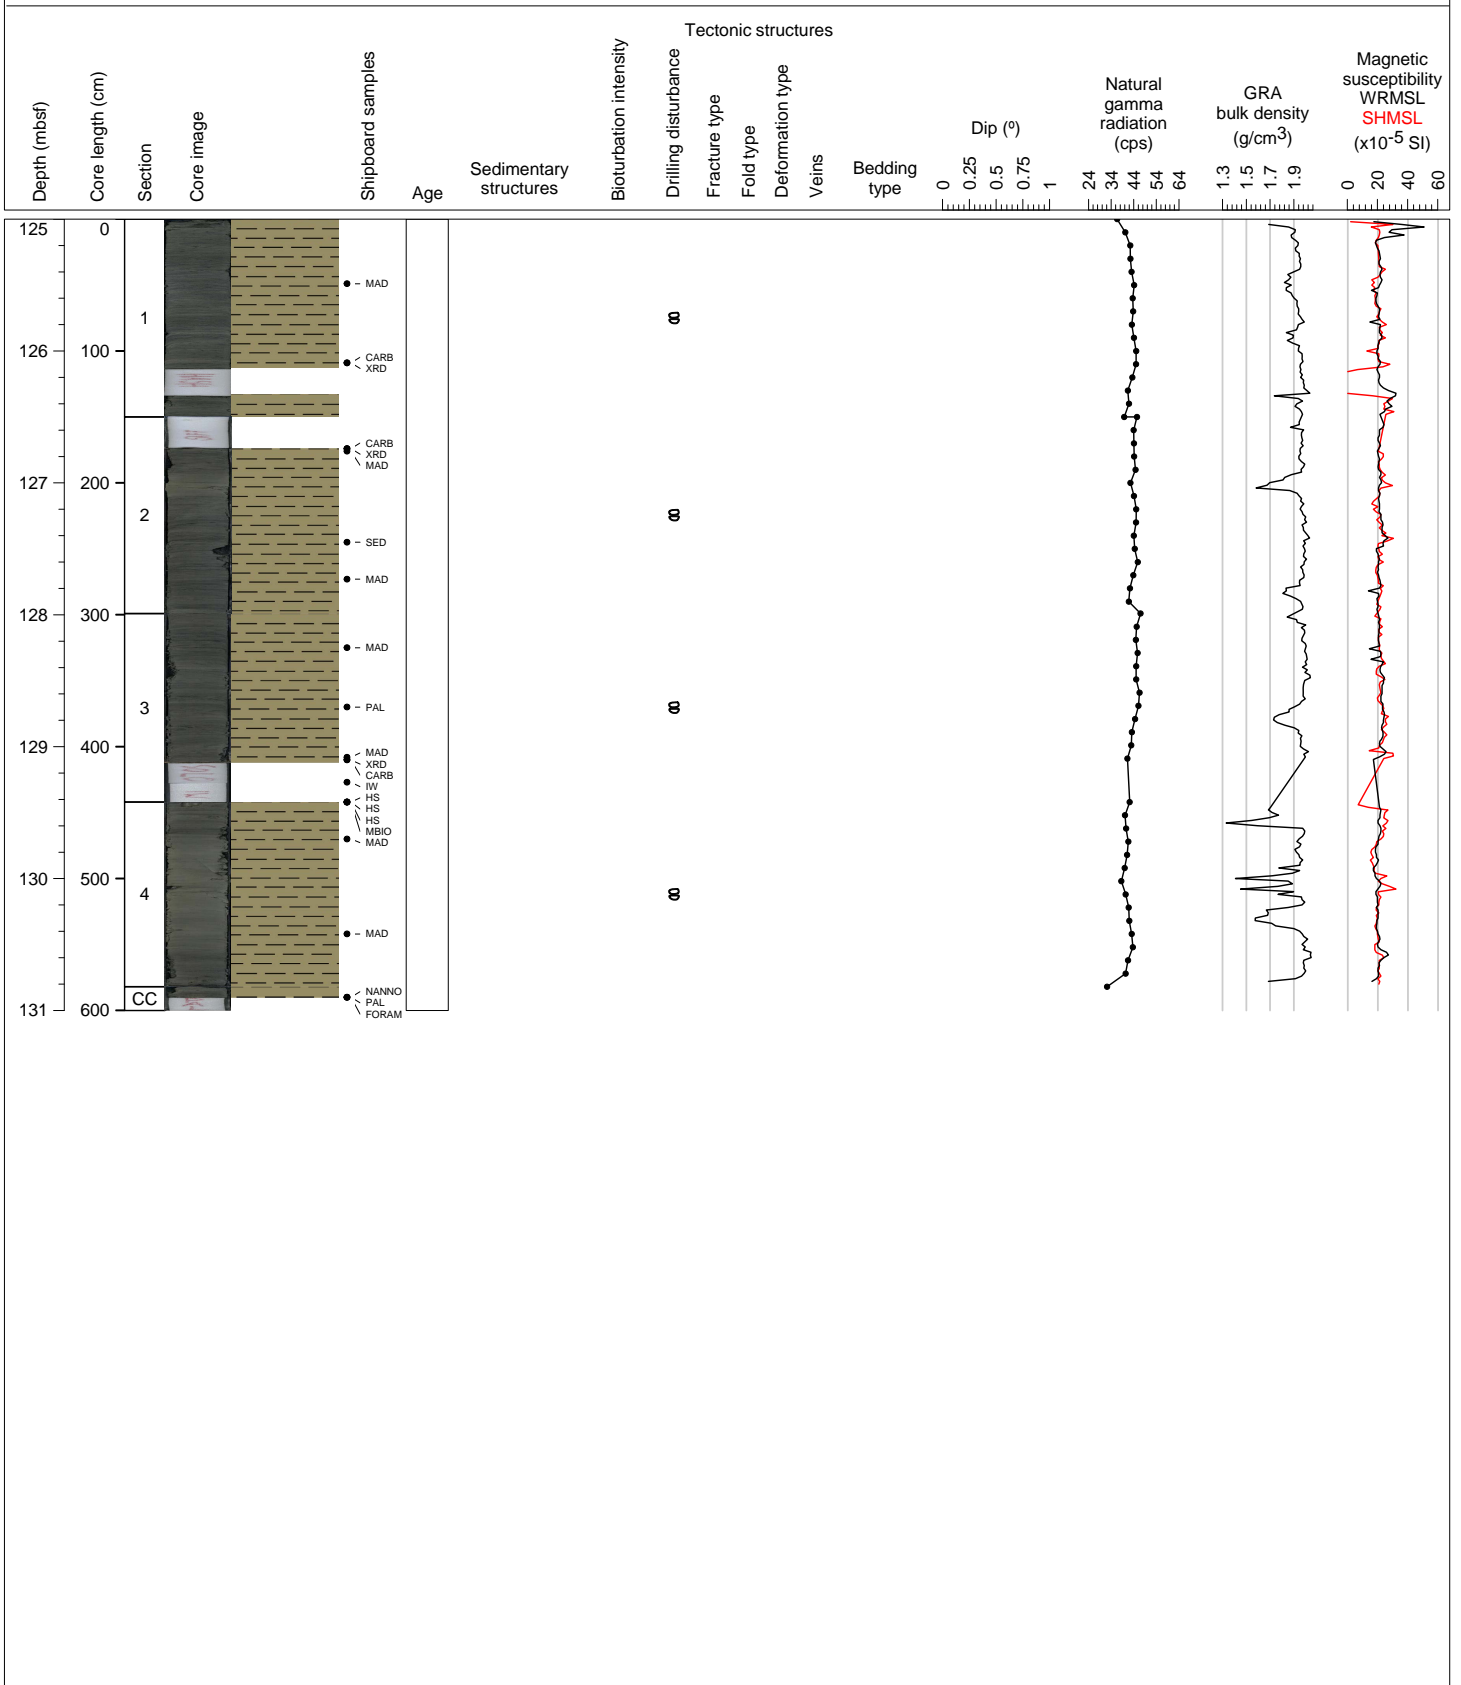 Tectonic structures
Depth (mbsf)
Core length (cm)
Section
Core image
Shipboard samples
Age
Sedimentary
structures
Bioturbation intensity
Drilling disturbance
Fracture type
Fold type
Deformation type
Veins
Bedding
type
Dip (º)
0 0.25 0.5 0.75 1
Natural
gamma
radiation
(cps)
24 34 44 54 64
GRA
bulk density
(g/cm3)
1.3 1.5 1.7 1.9
Magnetic
susceptibility
WRMSL
SHMSL
(x10-5 SI)
0 20 40 60
125 0
MAD
1
126 100
CARB
XRD
CARB
XRD
MAD
127 200
2
SED
MAD
128 300
MAD
3
PAL
129 400
MAD
XRD
CARB
IW
HS
HS
HS
MBIO
MAD
130 500
4
MAD
CC
NANNO
PAL
FORAM
131 600